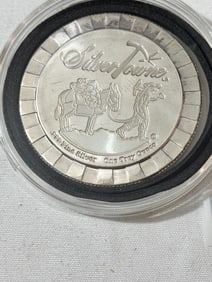 SilverTowne
.999 Fine Silver One Troy Ounce